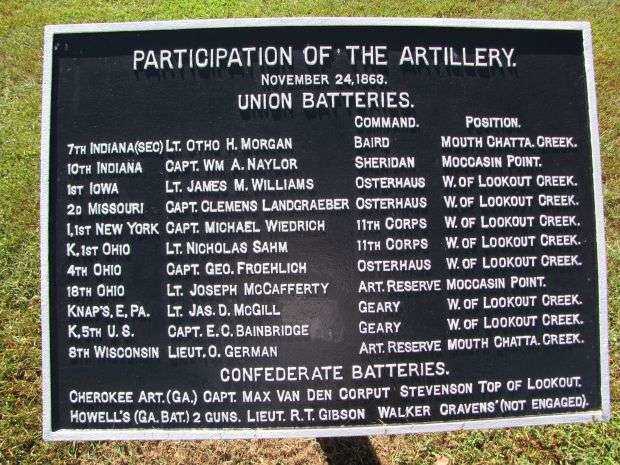 PARTICIPATION OF THE ARTILLERY.
NOVEMBER 24, 1863.
UNION BATTERIES.
COMMAND. POSITION.
7TH INDIANA (SEC) LT. OTHO H. MORGAN BAIRD MOUTH CHATTA. CREEK.
10TH INDIANA CAPT. WM A. NAYLOR SHERIDAN MOCCASIN POINT.
1ST IOWA LT. JAMES M. WILLIAMS OSTERHAUS W. OF LOOKOUT CREEK.
2D MISSOURI CAPT. CLEMENS LANDGRAEBER OSTERHAUS W. OF LOOKOUT CREEK.
I, 1ST NEW YORK CAPT. MICHAEL WIEDRICH 11TH CORPS W. OF LOOKOUT CREEK.
K, 1ST OHIO LT. NICHOLAS SAHM 11TH CORPS W. OF LOOKOUT CREEK.
4TH OHIO CAPT. GEO. FROEHLICH OSTERHAUS W. OF LOOKOUT CREEK.
18TH OHIO LT. JOSEPH MCCAFFERTY ART. RESERVE MOCCASIN POINT.
KNAP'S, E, PA. LT. JAS. D. MCGILL GEARY W. OF LOOKOUT CREEK.
K, 5TH U. S. CAPT. E. C. BAINBRIDGE GEARY W. OF LOOKOUT CREEK.
8TH WISCONSIN LIEUT. O. GERMAN ART. RESERVE MOUTH CHATTA. CREEK.
CONFEDERATE BATTERIES.
CHEROKEE ART. (GA.) CAPT. MAX VAN DEN CORPUT STEVENSON TOP OF LOOKOUT.
HOWELL'S (GA. BAT.) 2 GUNS. LIEUT. R. T. GIBSON WALKER CRAVENS' (NOT ENGAGED).